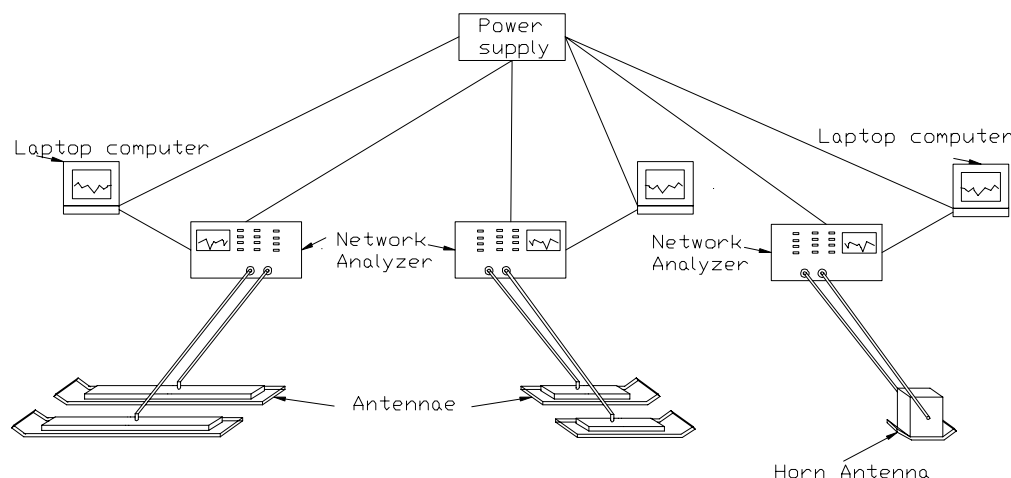 Power
supply
Laptop computer
Laptop computer
Network
Analyzer
Network
Analyzer
Antennae
Horn Antenna